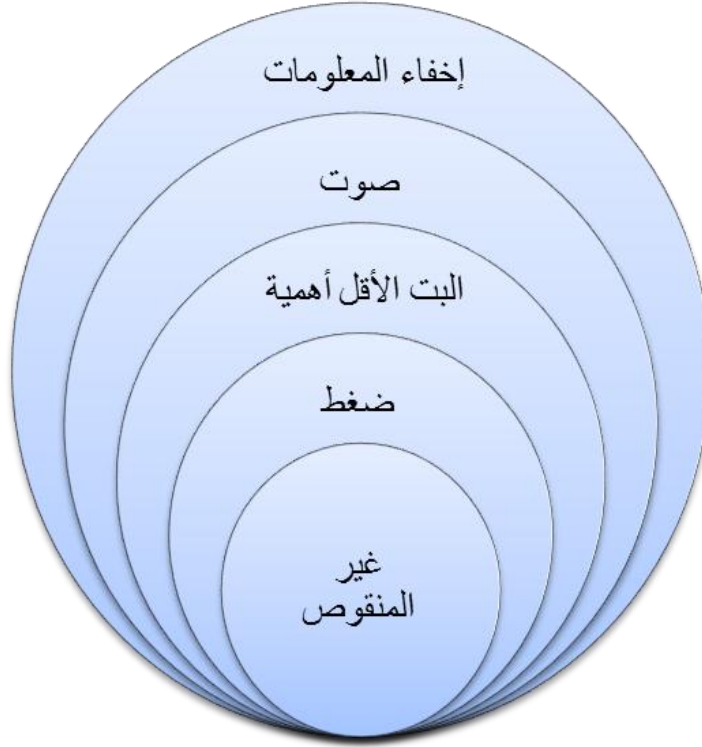 إخفاء المعلومات
صوت
البت الأقل أهمية
ضغط
غير
المنقوص